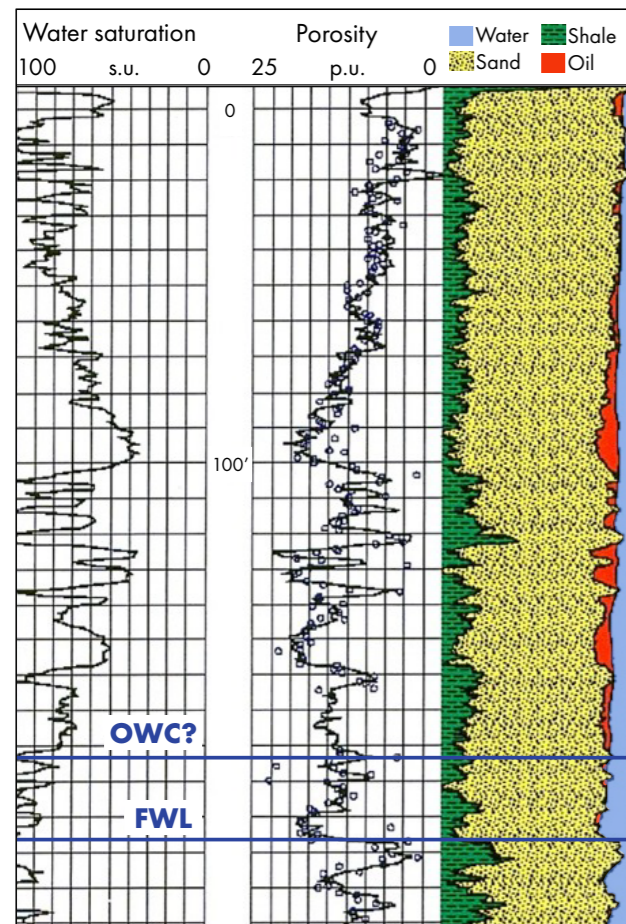 Water saturation Porosity Water Shale
Sand Oil
100 s.u. 0 25 p.u. 0
0
100'
OWC?
FWL